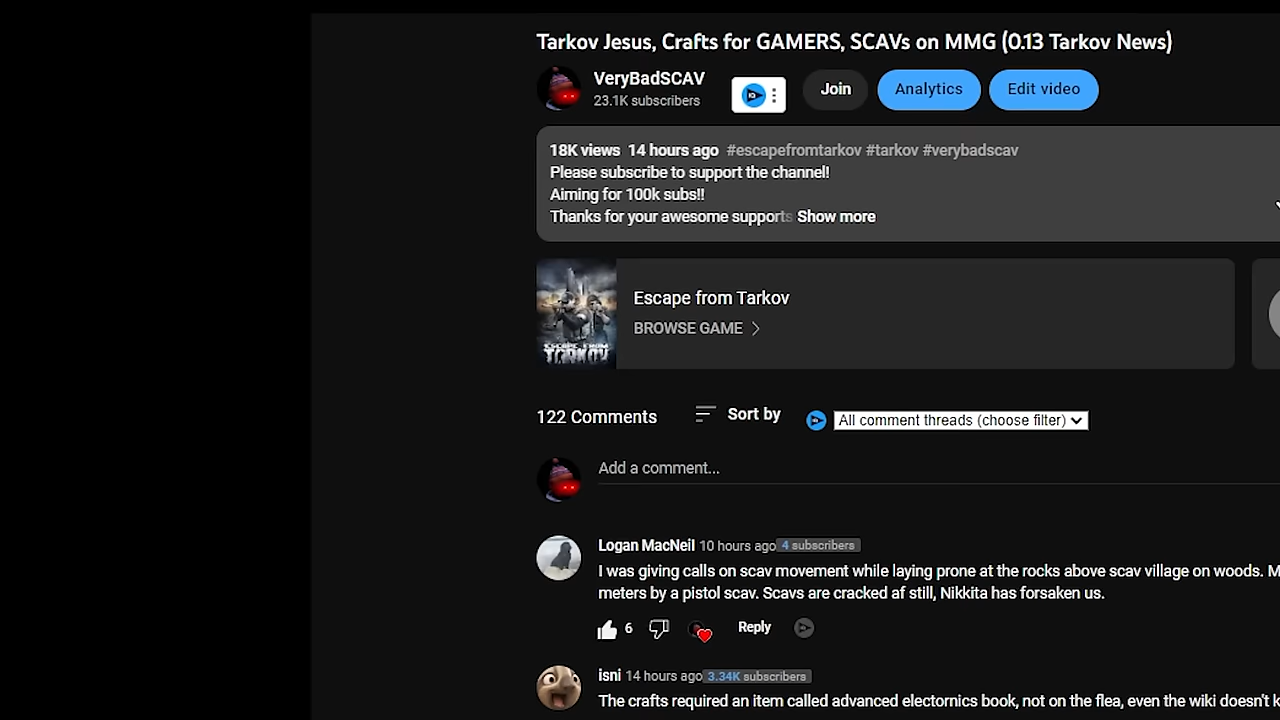 Tarkov Jesus, Crafts for GAMERS, SCAVs on MMG (0.13 Tarkov News)
VeryBadSCAV
23.1K subscribers
Join
Analytics
Edit video
18K views 14 hours ago #escapefromtarkov #tarkov #verybadscav
Please subscribe to support the channel!
Aiming for 100k subs!!
Thanks for your awesome supports Show more
ESCAPE FROM
TARKOV
Escape from Tarkov
BROWSE GAME
122 Comments
Sort by
All comment threads (choose filter)
Add a comment...
Logan MacNeil 10 hours ago 4 subscribers
I was giving calls on scav movement while laying prone at the rocks above scav village on woods. M
meters by a pistol scav. Scavs are cracked af still, Nikkita has forsaken us.
6
Reply
isni 14 hours ago 3.34K subscribers
The crafts required an item called advanced electornics book, not on the flea, even the wiki doesn't k